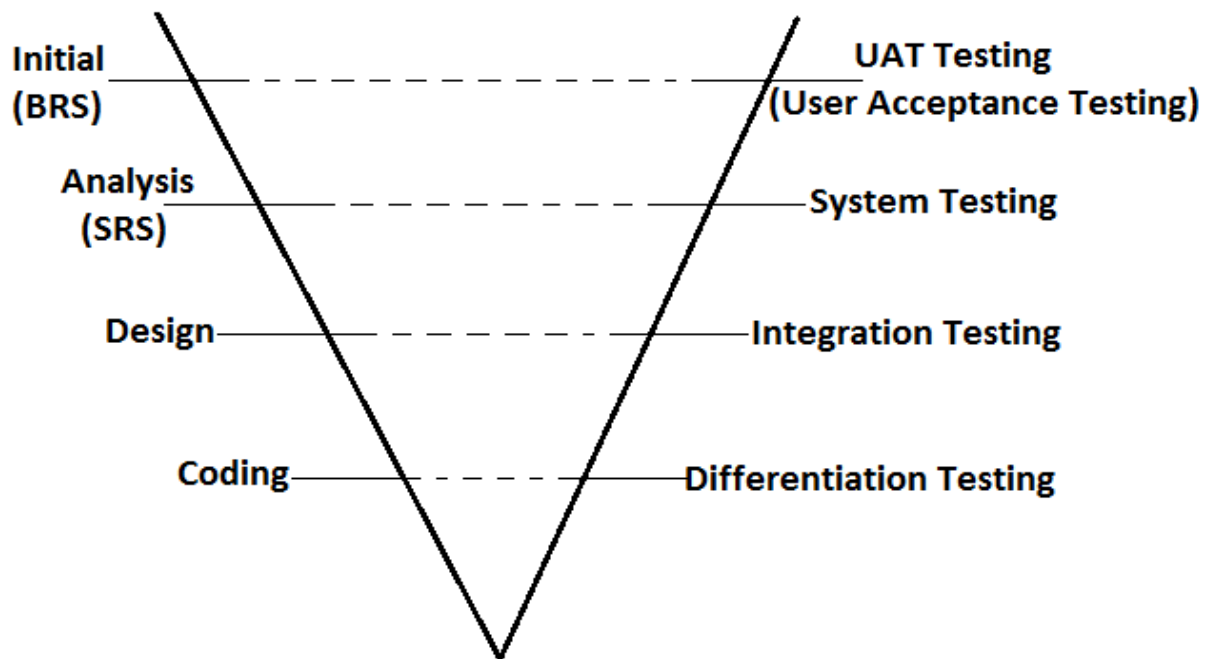 Initial
(BRS)
UAT Testing
(User Acceptance Testing)
Analysis
(SRS)
System Testing
Design
Integration Testing
Coding
Differentiation Testing